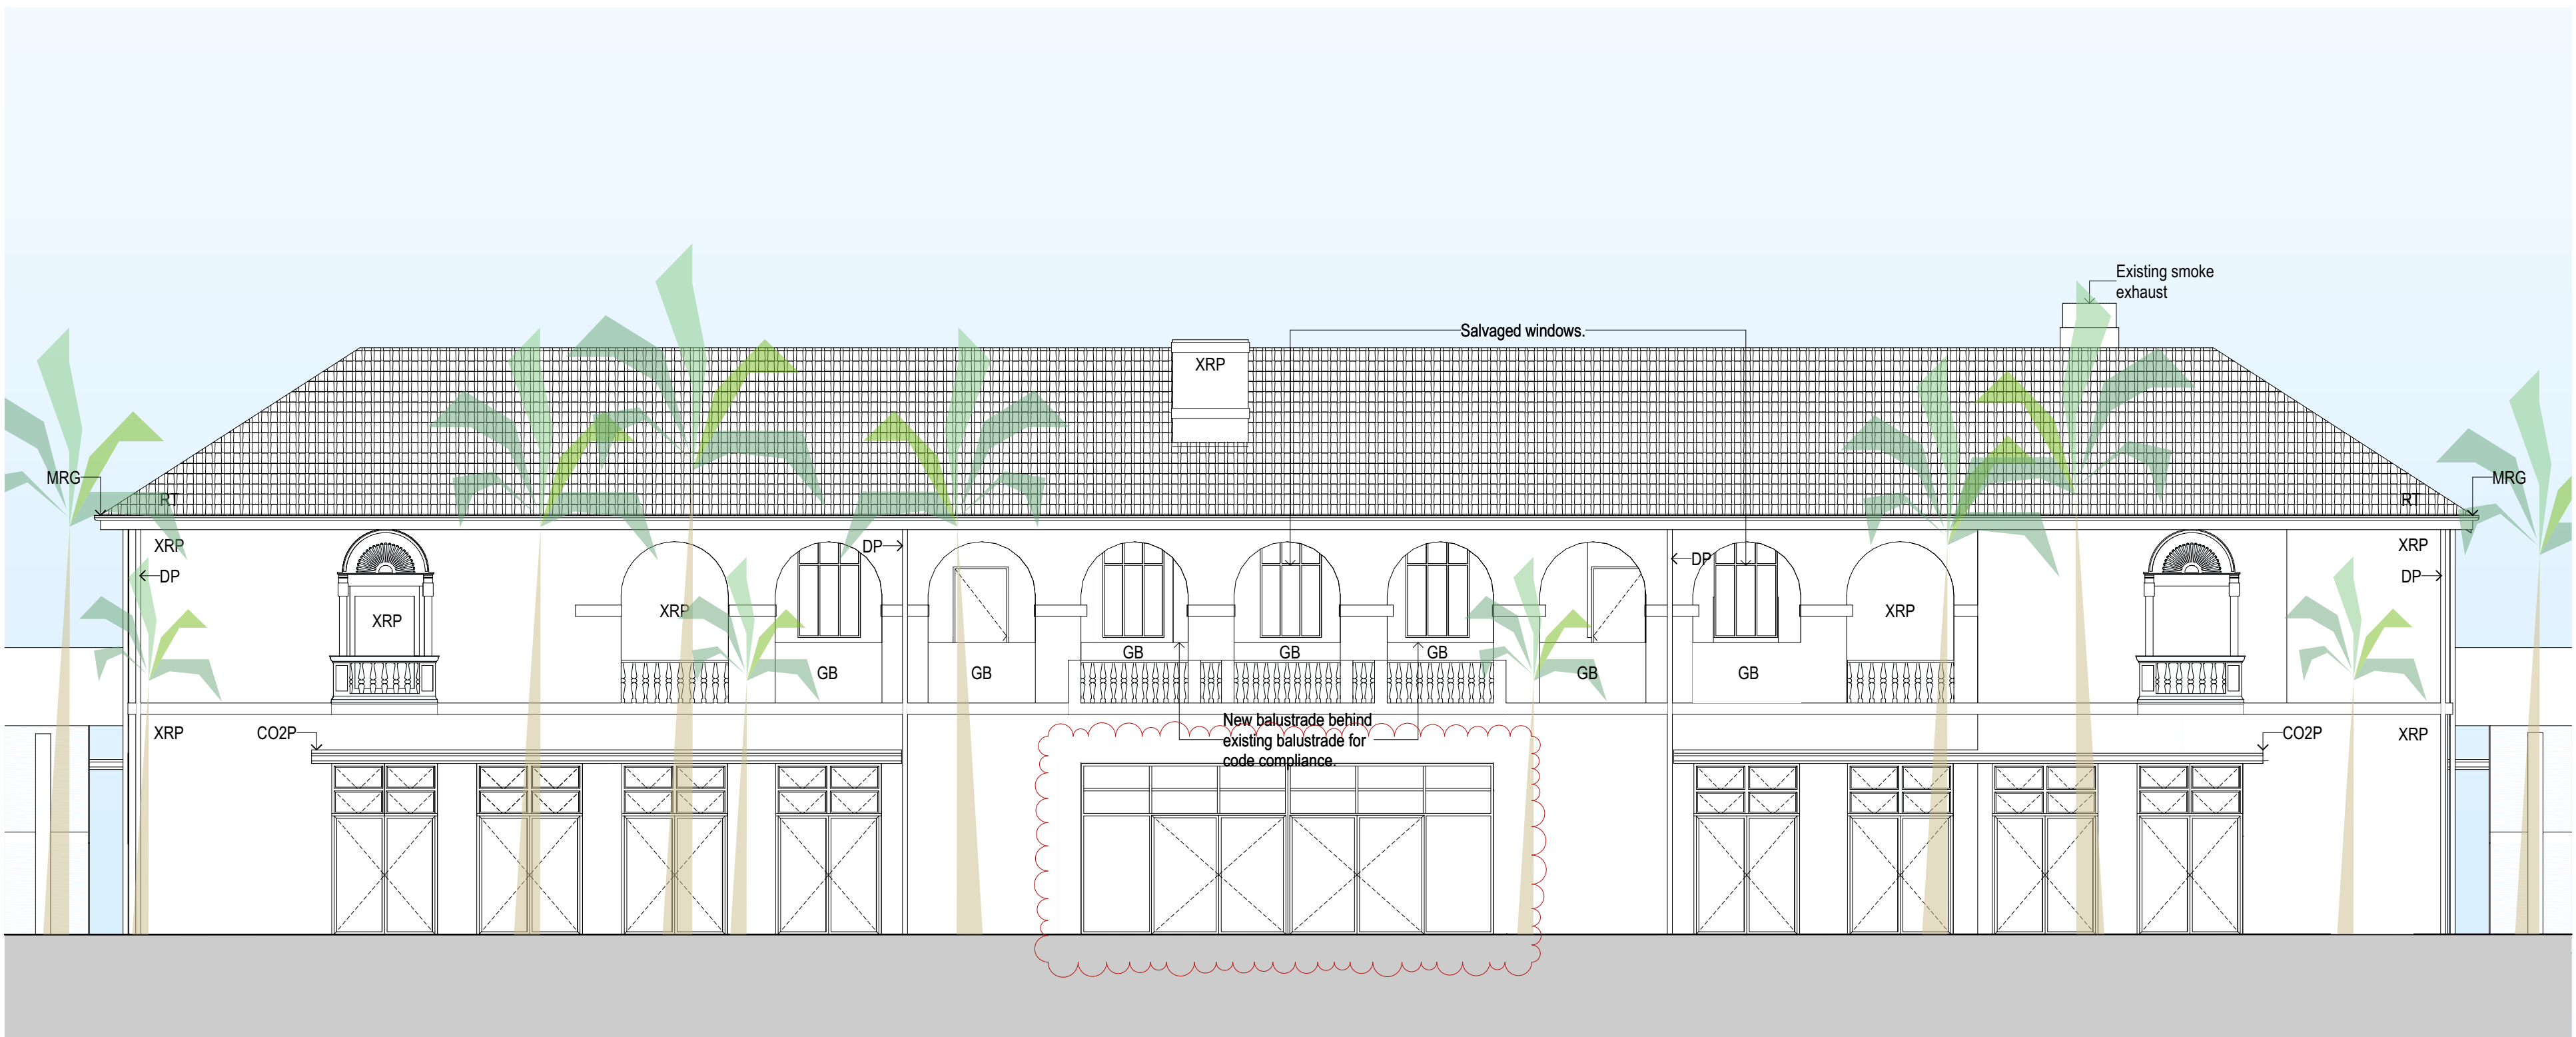 Existing smoke
exhaust
Salvaged windows.
XRP
MRG
MRG
RT
RT
XRP
DP
DP
XRP
DP
DP
XRP
XRP
XRP
GB
GB
GB
GB
GB
GB
GB
New balustrade behind
existing balustrade for
code compliance.
XRP
CO2P
CO2P
XRP